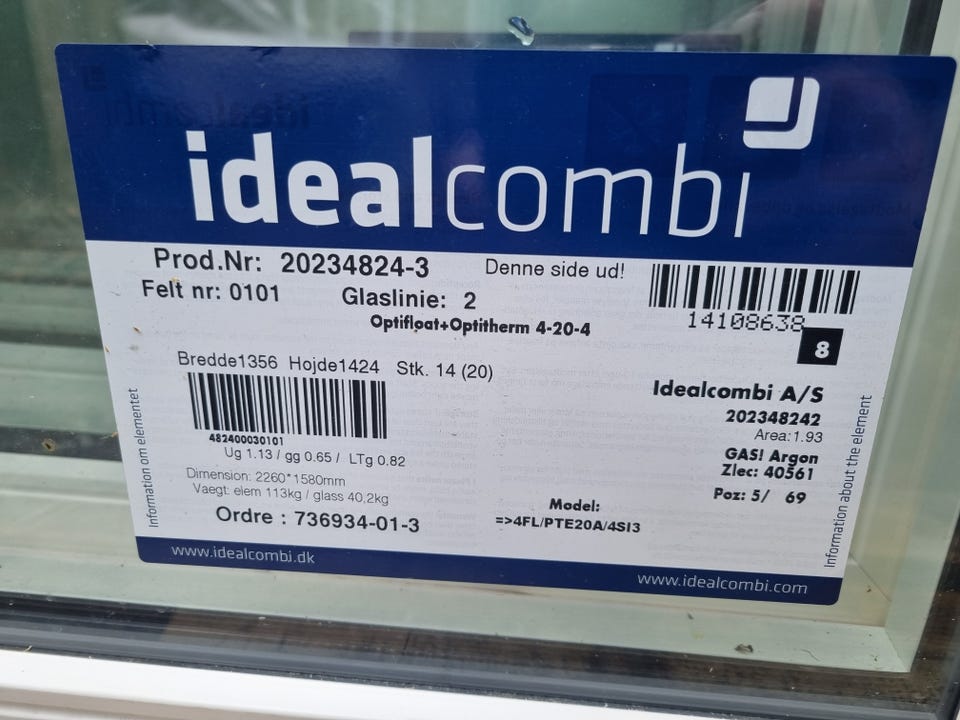 idealcombi
Prod.Nr: 20234824-3
Denne side ud!
Felt nr: 0101
Glaslinie: 2
14108638
Optifloat+Optitherm 4-20-4
8
Bredde1356 Hojde1424 Stk. 14 (20)
Idealcombi A/S
202348242
482400030101
Area:1.93
Ug 1.13 / gg 0.65 / LTg 0.82
GAS! Argon
Zlec: 40561
Dimension: 2260*1580mm
Vaegt: elem 113kg / glass 40.2kg
Poz: 5/ 69
Model:
Ordre : 736934-01-3
=>4FL/PTE20A/4SI3
Information om elementet
Information about the element
www.idealcombi.dk
www.idealcombi.com